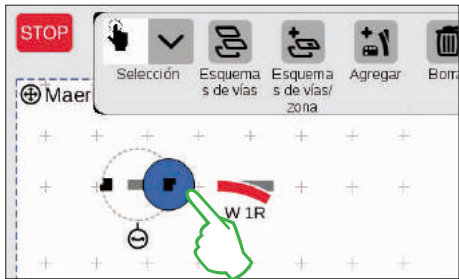 STOP
Selección
Esquema
s de vías
Esquema
s de vías/
zona
Agregar
Borra
Maer
W 1R